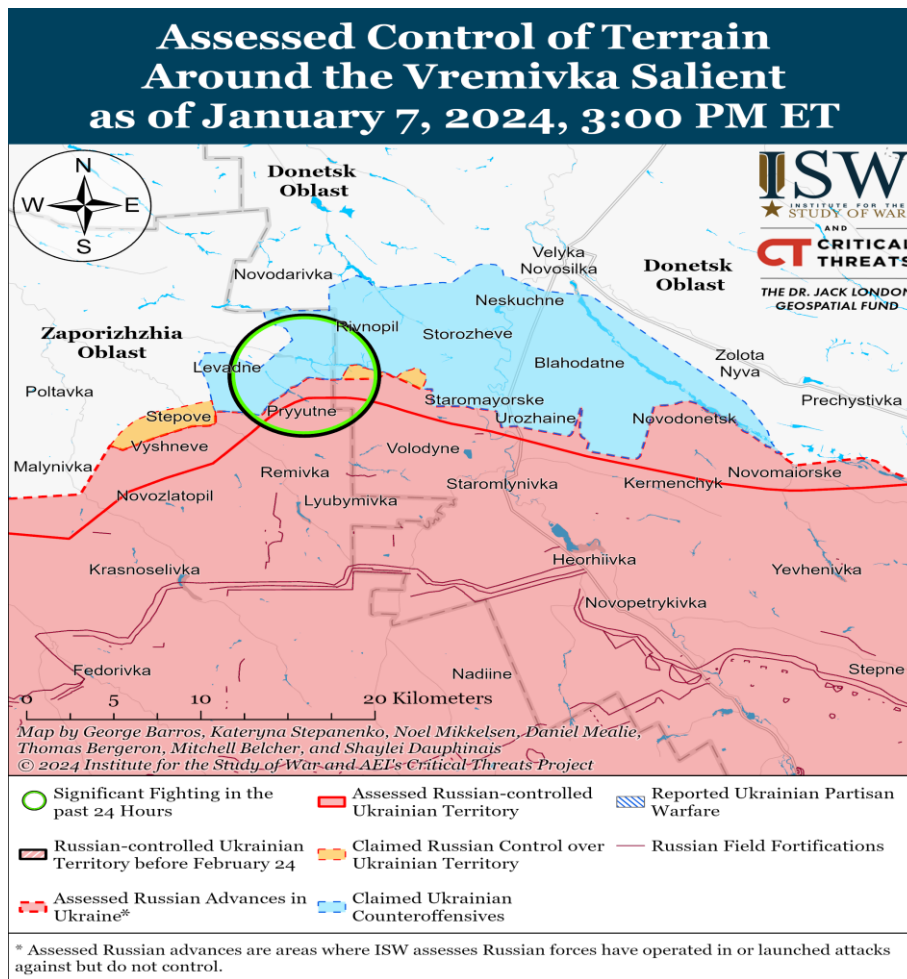 Assessed Control of Terrain
Around the Vremivka Salient
as of January 7, 2024, 3:00 PM ET
N
W
E
S
Donetsk
Oblast
ISW
INSTITUTE FOR THE
STUDY OF WAR
AND
CT CRITICAL
THREATS
THE DR. JACK LONDON
GEOSPATIAL FUND
Velyka
Novosilka
Donetsk
Oblast
Novodarivka
Neskuchne
Rivnopil
Storozheve
Zaporizhzhia
Oblast
Levadne
Blahodatne
Zolota
Nyva
Poltavka
Prechystivka
Staromayorske
Stepove
Pryyutne
Urozhaine
Novodonetsk
Vyshneve
Volodyne
Malynivka
Remivka
Novomaiorske
Staromlynivka
Kermenchyk
Novozlatopil
Lyubymivka
Heorhiivka
Krasnoselivka
Yevhenivka
Novopetrykivka
Fedorivka
Nadiine
Stepne
0 5 10 20 Kilometers
Map by George Barros, Kateryna Stepanenko, Noel Mikkelsen, Daniel Mealie,
Thomas Bergeron, Mitchell Belcher, and Shaylei Dauphinais
© 2024 Institute for the Study of War and AEI's Critical Threats Project
Significant Fighting in the
past 24 Hours
Assessed Russian-controlled
Ukrainian Territory
Reported Ukrainian Partisan
Warfare
Russian-controlled Ukrainian
Territory before February 24
Claimed Russian Control over
Ukrainian Territory
Russian Field Fortifications
Assessed Russian Advances in
Ukraine*
Claimed Ukrainian
Counteroffensives
* Assessed Russian advances are areas where ISW assesses Russian forces have operated in or launched attacks
against but do not control.